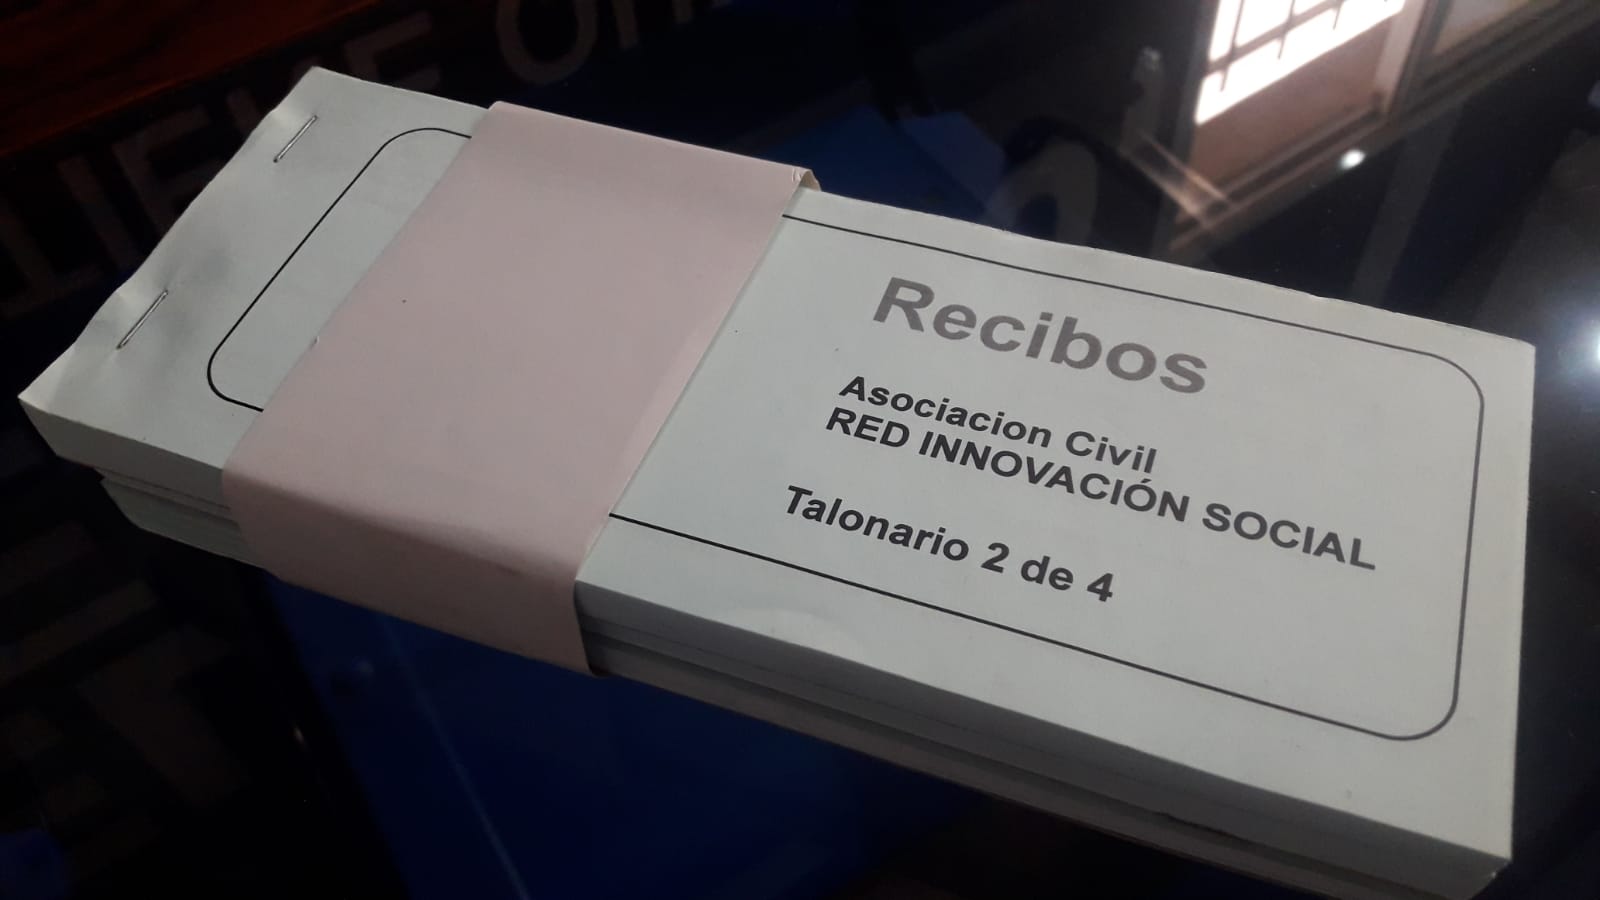 Recibos
Asociacion Civil
RED INNOVACIÓN SOCIAL
Talonario 2 de 4